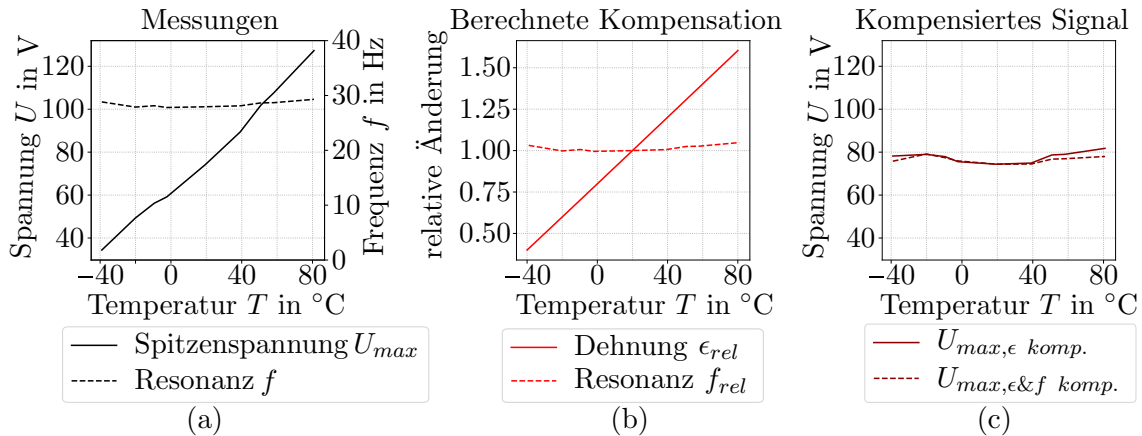 Messungen
Spannung U in V
120
100
80
60
40
40
30
20
10
0
Frequenz f in Hz
−40 0 40 80
Temperatur T in °C
Spitzenspannung U_max
Resonanz f
(a)
Berechnete Kompensation
relative Änderung
1.50
1.25
1.00
0.75
0.50
−40 0 40 80
Temperatur T in °C
Dehnung ϵ_rel
Resonanz f_rel
(b)
Kompensiertes Signal
Spannung U in V
120
100
80
60
40
−40 0 40 80
Temperatur T in °C
U_max,ϵ komp.
U_max,ϵ&f komp.
(c)